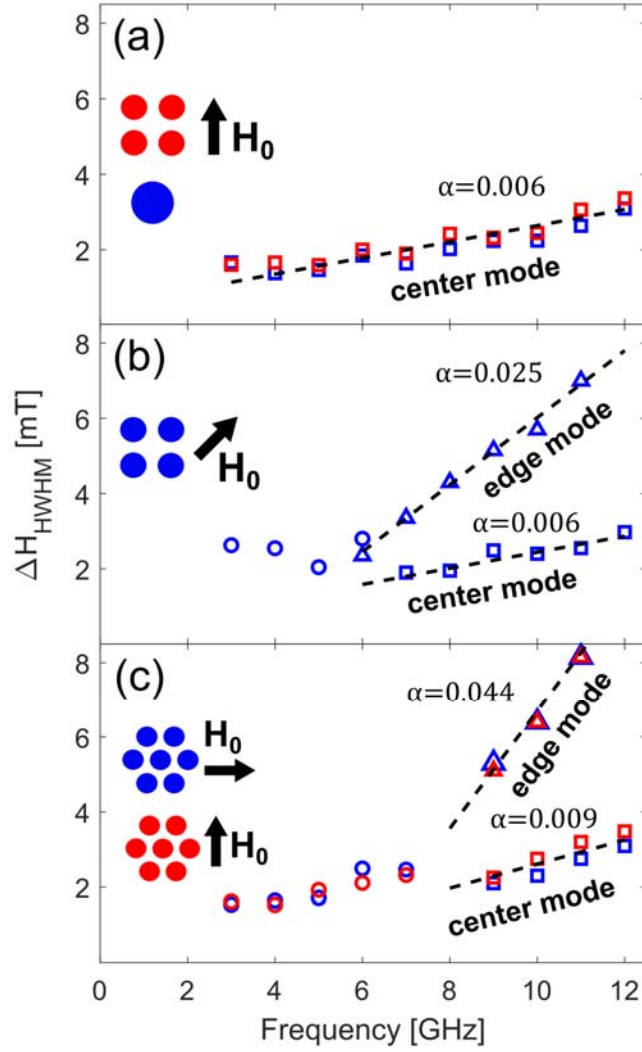 (a)
8
6
4
2
H₀
α=0.006
center mode
(b)
8
6
4
2
H₀
α=0.025
edge mode
α=0.006
center mode
ΔH_HWHM [mT]
(c)
8
6
4
2
H₀
H₀
α=0.044
edge mode
α=0.009
center mode
0 2 4 6 8 10 12
Frequency [GHz]